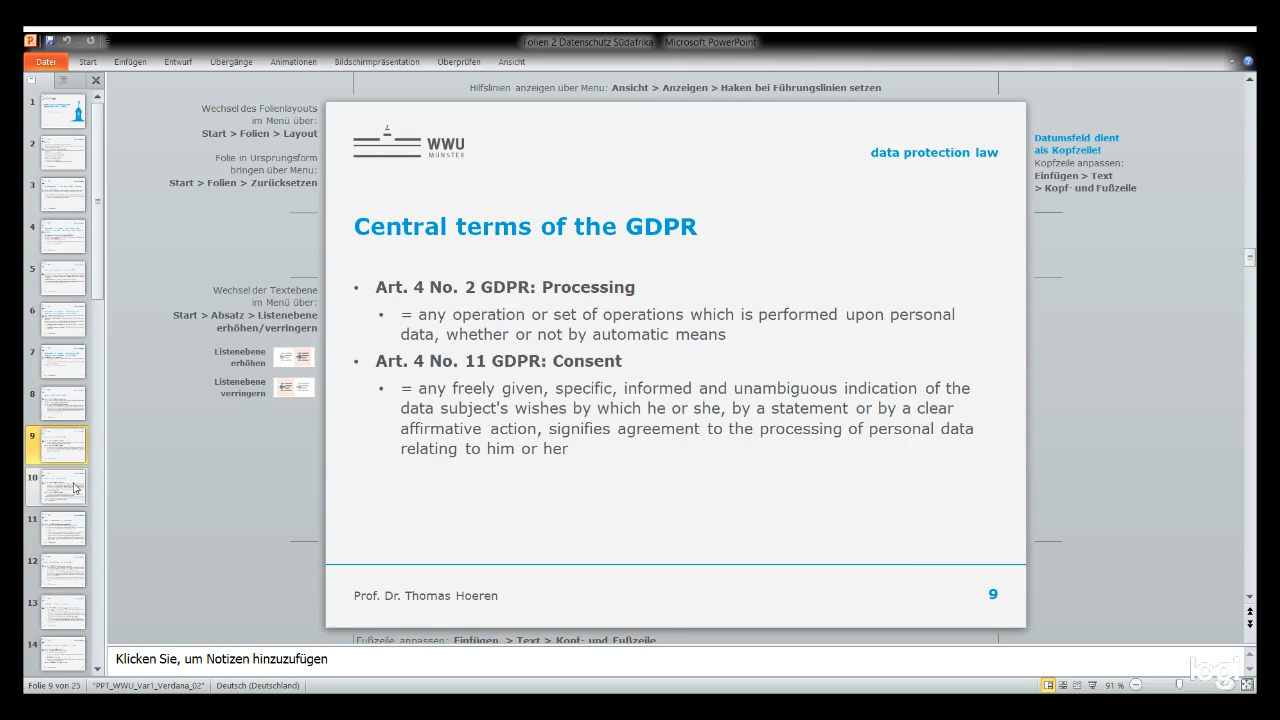 Folien 2 Datenschutz Südafrika - Microsoft PowerPoint
Datei Start Einfügen Entwurf Übergänge Animationen Bildschirmpräsentation Überprüfen Ansicht
Hilfslinien anzeigen über Menu: Ansicht > Anzeigen > Haken bei Führungslinien setzen
Wechsel des Folienlayouts
im Menü über:
Start > Folien > Layout
Folie in Ursprungsform
bringen über Menu:
Start > Folien > Zurücksetzen
Wechsel der Textebene
im Menü über:
Start > Absatz > Listenebene
erhöhen/verringern
Listenebene
erhöhen
Listenebene
verringern
WWU
MÜNSTER
data protection law
Central terms of the GDPR
• Art. 4 No. 2 GDPR: Processing
• = any operation or set of operations which is performed upon personal
data, whether or not by automatic means
• Art. 4 No. 11 GDPR: Consent
• = any freely given, specific, informed and unambiguous indication of the
data subject's wishes by which he or she, by a statement or by a clear
affirmative action, signifies agreement to the processing of personal data
relating to him or her
Prof. Dr. Thomas Hoeren
9
Datumsfeld dient
als Kopfzeile!
Kopfzeile anpassen:
Einfügen > Text
> Kopf- und Fußzeile
Fußzeile anpassen: Einfügen > Text > Kopf- und Fußzeile
1
2
3
4
5
6
7
8
9
10
11
12
13
14
Klicken Sie, um Notizen hinzuzufügen
logi
Folie 9 von 25 "PPT_WWU_Var1_Verdana_02" Deutsch (Deutschland) 91 %